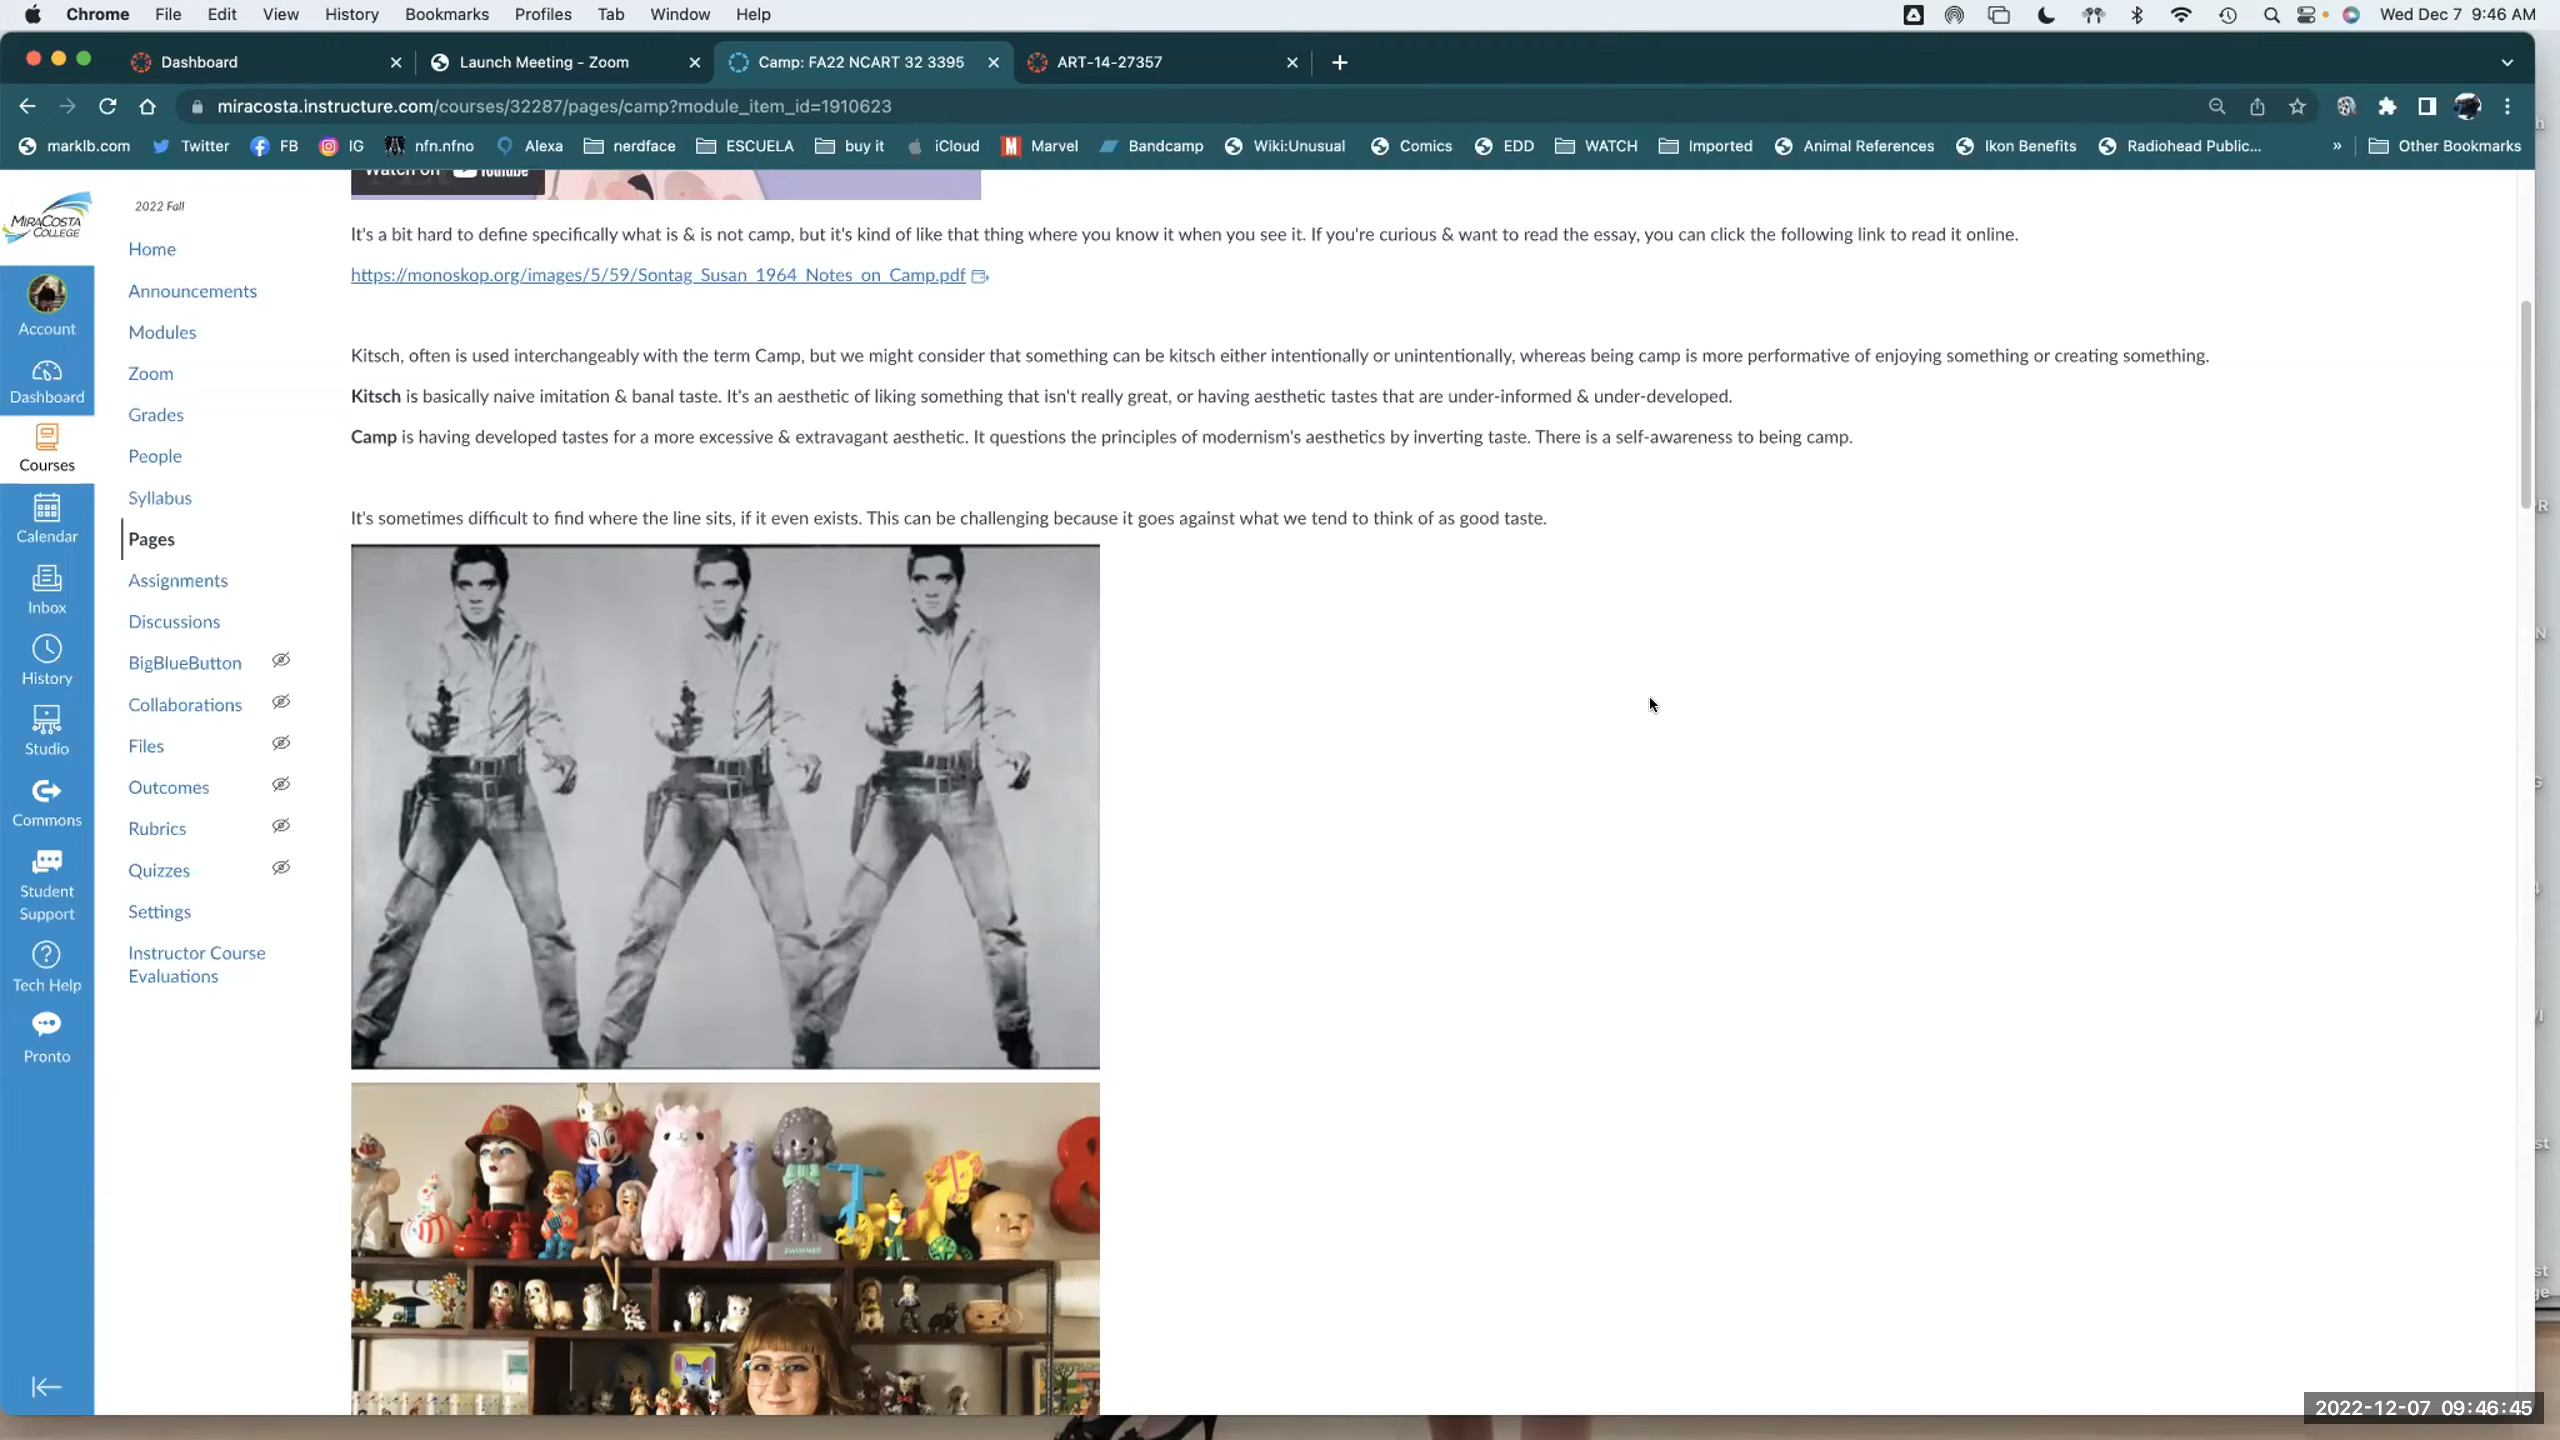 Chrome File Edit View History Bookmarks Profiles Tab Window Help Wed Dec 7 9:46 AM
Dashboard Launch Meeting - Zoom Camp: FA22 NCART 32 3395 ART-14-27357
miracosta.instructure.com/courses/32287/pages/camp?module_item_id=1910623
marklb.com Twitter FB IG nfn.nfno Alexa nerdface ESCUELA buy it iCloud Marvel Bandcamp Wiki:Unusual Comics EDD WATCH Imported Animal References Ikon Benefits Radiohead Public... » Other Bookmarks
MIRACOSTA
COLLEGE
Account
Dashboard
Courses
Calendar
Inbox
History
Studio
Commons
Student
Support
Tech Help
Pronto
2022 Fall
Home
Announcements
Modules
Zoom
Grades
People
Syllabus
Pages
Assignments
Discussions
BigBlueButton
Collaborations
Files
Outcomes
Rubrics
Quizzes
Settings
Instructor Course
Evaluations
Watch on YouTube
It's a bit hard to define specifically what is & is not camp, but it's kind of like that thing where you know it when you see it. If you're curious & want to read the essay, you can click the following link to read it online.
https://monoskop.org/images/5/59/Sontag_Susan_1964_Notes_on_Camp.pdf
Kitsch, often is used interchangeably with the term Camp, but we might consider that something can be kitsch either intentionally or unintentionally, whereas being camp is more performative of enjoying something or creating something.
Kitsch is basically naive imitation & banal taste. It's an aesthetic of liking something that isn't really great, or having aesthetic tastes that are under-informed & under-developed.
Camp is having developed tastes for a more excessive & extravagant aesthetic. It questions the principles of modernism's aesthetics by inverting taste. There is a self-awareness to being camp.
It's sometimes difficult to find where the line sits, if it even exists. This can be challenging because it goes against what we tend to think of as good taste.
SWIMMER
8
2022-12-07 09:46:45